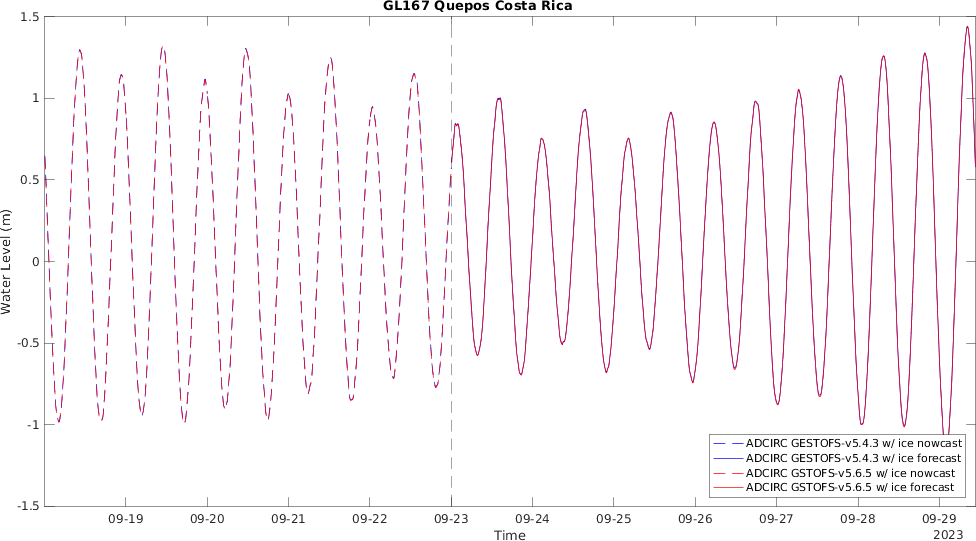 GL167 Quepos Costa Rica
1.5
1
0.5
0
-0.5
-1
-1.5
Water Level (m)
ADCIRC GESTOFS-v5.4.3 w/ ice nowcast
ADCIRC GESTOFS-v5.4.3 w/ ice forecast
ADCIRC GSTOFS-v5.6.5 w/ ice nowcast
ADCIRC GSTOFS-v5.6.5 w/ ice forecast
09-19 09-20 09-21 09-22 09-23 09-24 09-25 09-26 09-27 09-28 09-29
Time
2023